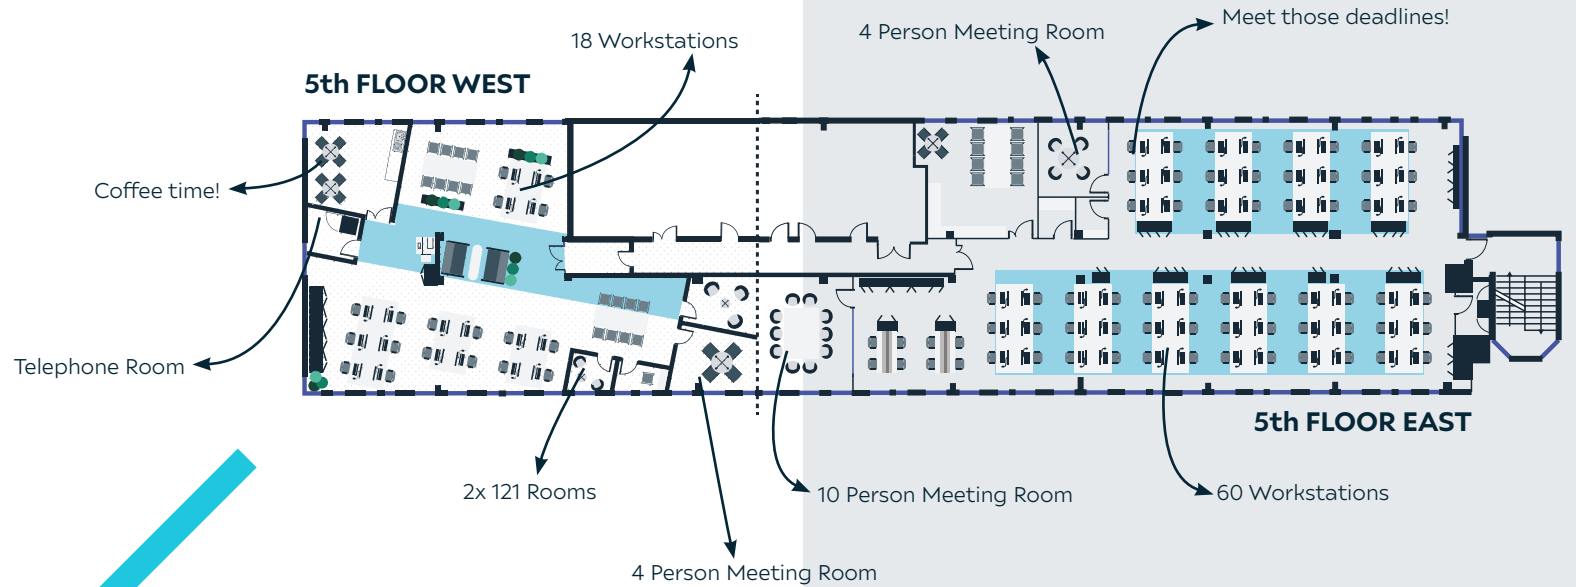 Meet those deadlines!
4 Person Meeting Room
18 Workstations
5th FLOOR WEST
Coffee time!
Telephone Room
5th FLOOR EAST
2x 121 Rooms
10 Person Meeting Room
60 Workstations
4 Person Meeting Room